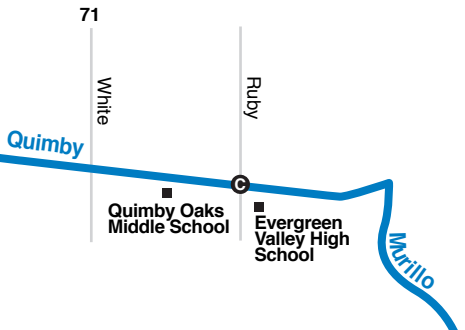 71
White
Ruby
Quimby
C
Quimby Oaks
Middle School
Evergreen
Valley High
School
Murillo